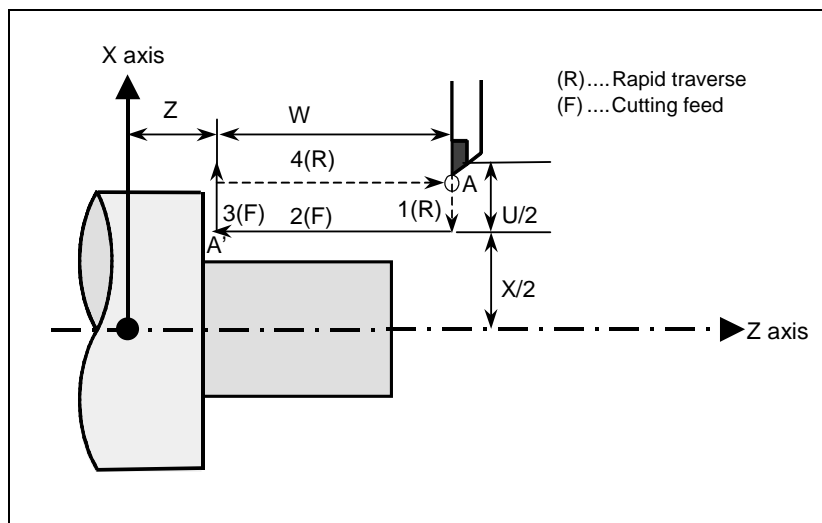 X axis
(R)....Rapid traverse
(F) ....Cutting feed
Z
W
4(R)
A
3(F)
2(F)
1(R)
U/2
A'
X/2
Z axis